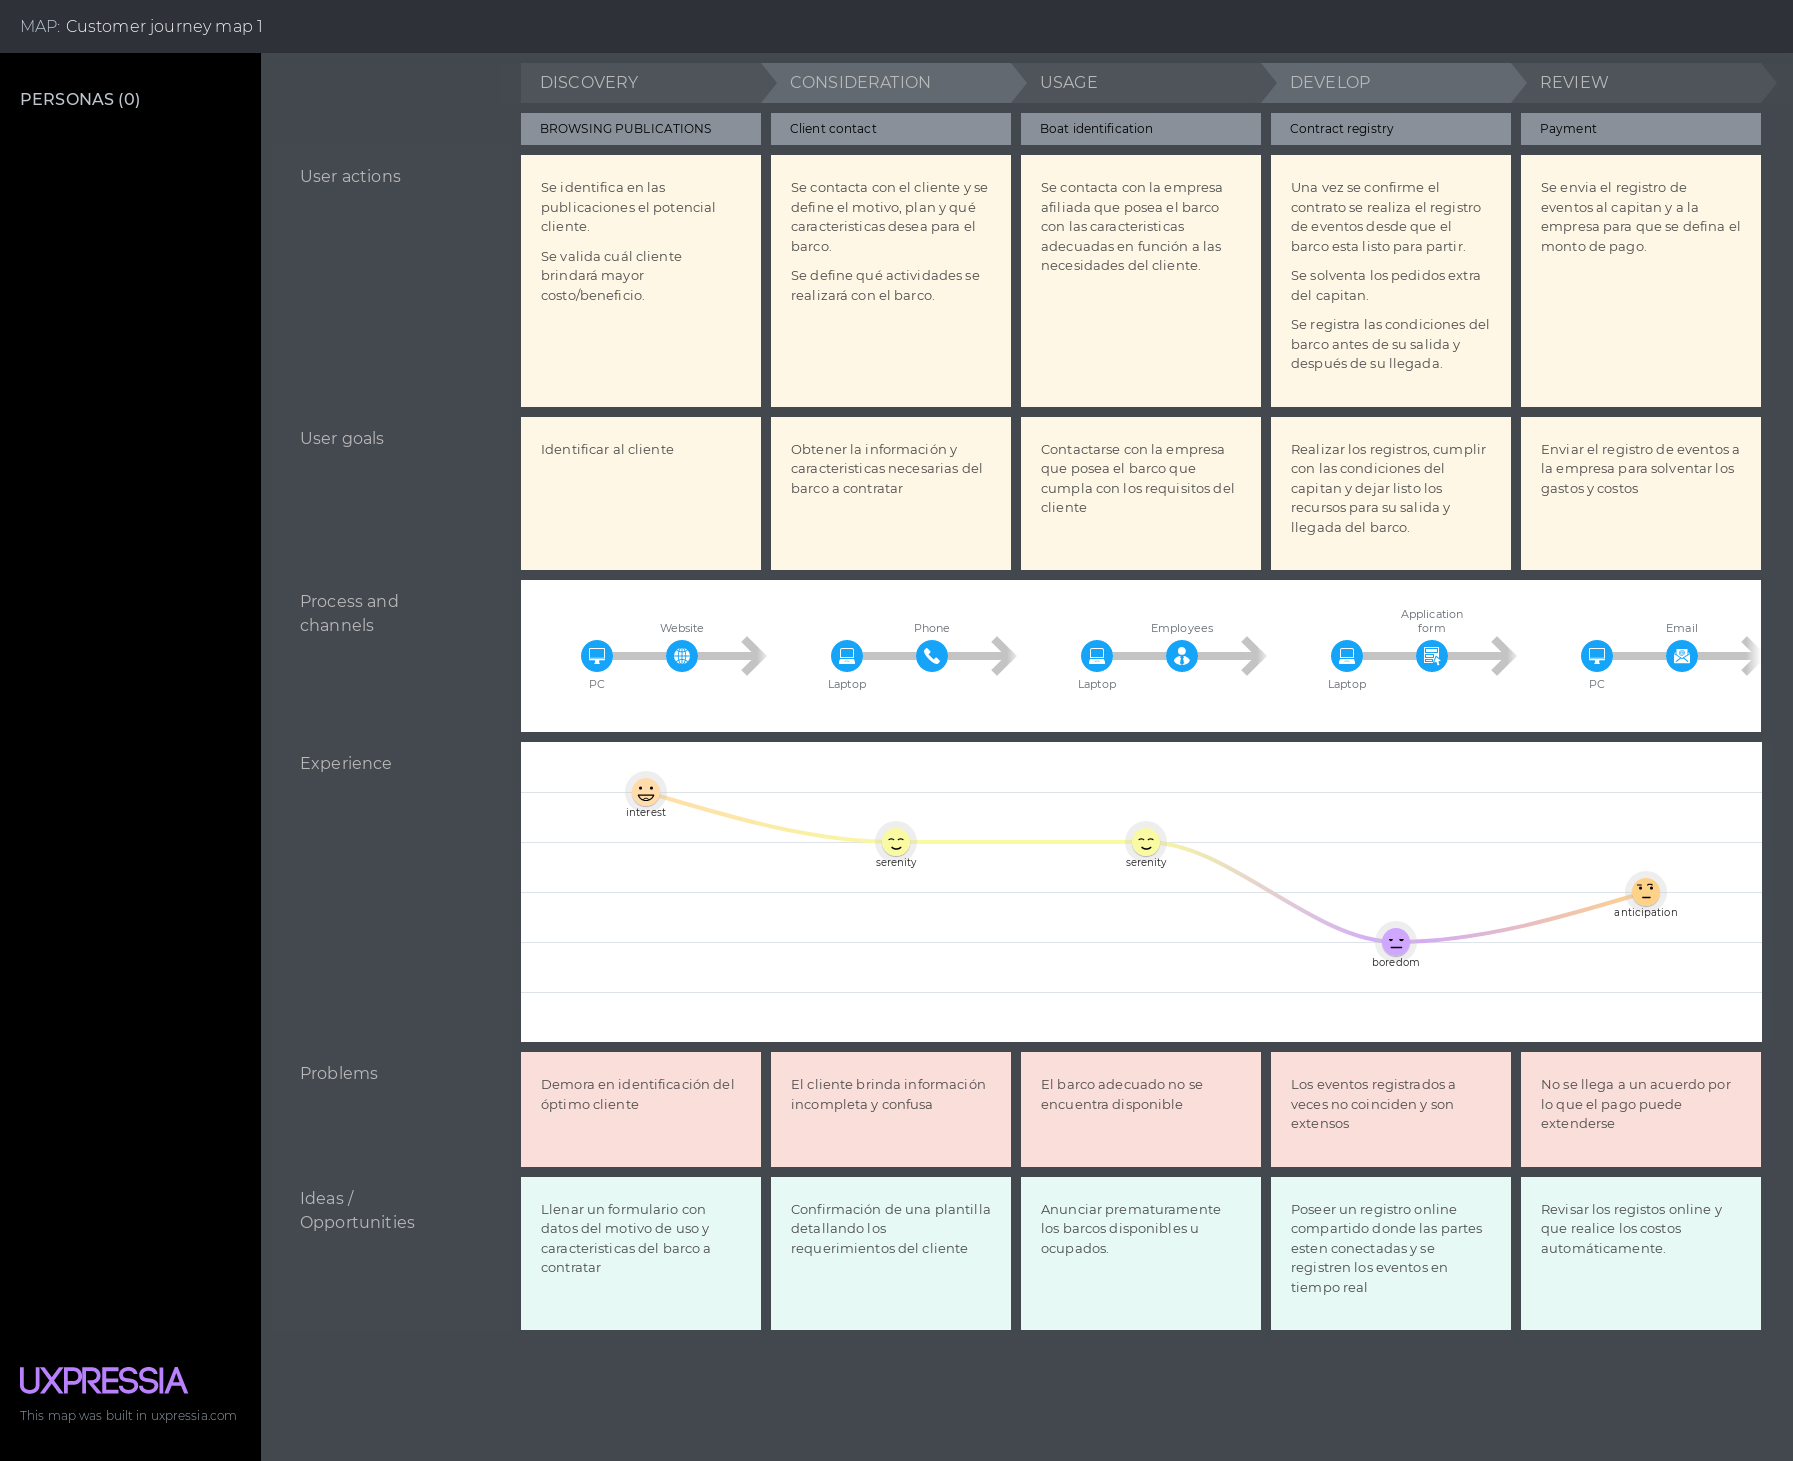 MAP: Customer journey map 1
PERSONAS (0)
DISCOVERY
CONSIDERATION
USAGE
DEVELOP
REVIEW
BROWSING PUBLICATIONS
Client contact
Boat identification
Contract registry
Payment
User actions
Se identifica en las
publicaciones el potencial
cliente.
Se valida cuál cliente
brindará mayor
costo/beneficio.
Se contacta con el cliente y se
define el motivo, plan y qué
caracteristicas desea para el
barco.
Se define qué actividades se
realizará con el barco.
Se contacta con la empresa
afiliada que posea el barco
con las caracteristicas
adecuadas en función a las
necesidades del cliente.
Una vez se confirme el
contrato se realiza el registro
de eventos desde que el
barco esta listo para partir.
Se solventa los pedidos extra
del capitan.
Se registra las condiciones del
barco antes de su salida y
después de su llegada.
Se envia el registro de
eventos al capitan y a la
empresa para que se defina el
monto de pago.
User goals
Identificar al cliente
Obtener la información y
caracteristicas necesarias del
barco a contratar
Contactarse con la empresa
que posea el barco que
cumpla con los requisitos del
cliente
Realizar los registros, cumplir
con las condiciones del
capitan y dejar listo los
recursos para su salida y
llegada del barco.
Enviar el registro de eventos a
la empresa para solventar los
gastos y costos
Process and
channels
PC
Website
Laptop
Phone
Laptop
Employees
Laptop
Application
form
PC
Email
Experience
interest
serenity
serenity
boredom
anticipation
Problems
Demora en identificación del
óptimo cliente
El cliente brinda información
incompleta y confusa
El barco adecuado no se
encuentra disponible
Los eventos registrados a
veces no coinciden y son
extensos
No se llega a un acuerdo por
lo que el pago puede
extenderse
Ideas /
Opportunities
Llenar un formulario con
datos del motivo de uso y
caracteristicas del barco a
contratar
Confirmación de una plantilla
detallando los
requerimientos del cliente
Anunciar prematuramente
los barcos disponibles u
ocupados.
Poseer un registro online
compartido donde las partes
esten conectadas y se
registren los eventos en
tiempo real
Revisar los registos online y
que realice los costos
automáticamente.
UXPRESSIA
This map was built in uxpressia.com